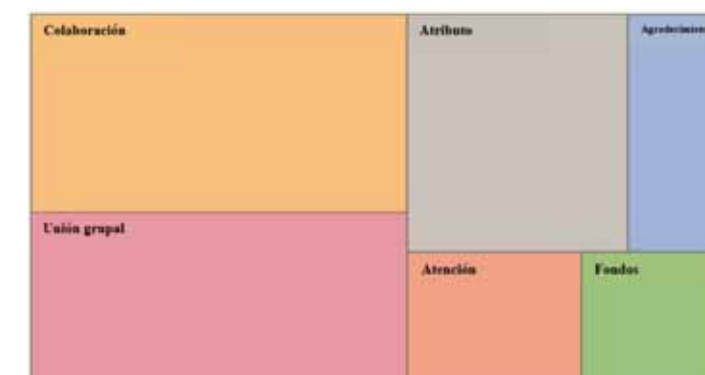 Colaboración
Atributo
Unión grupal
Atención
Fondos